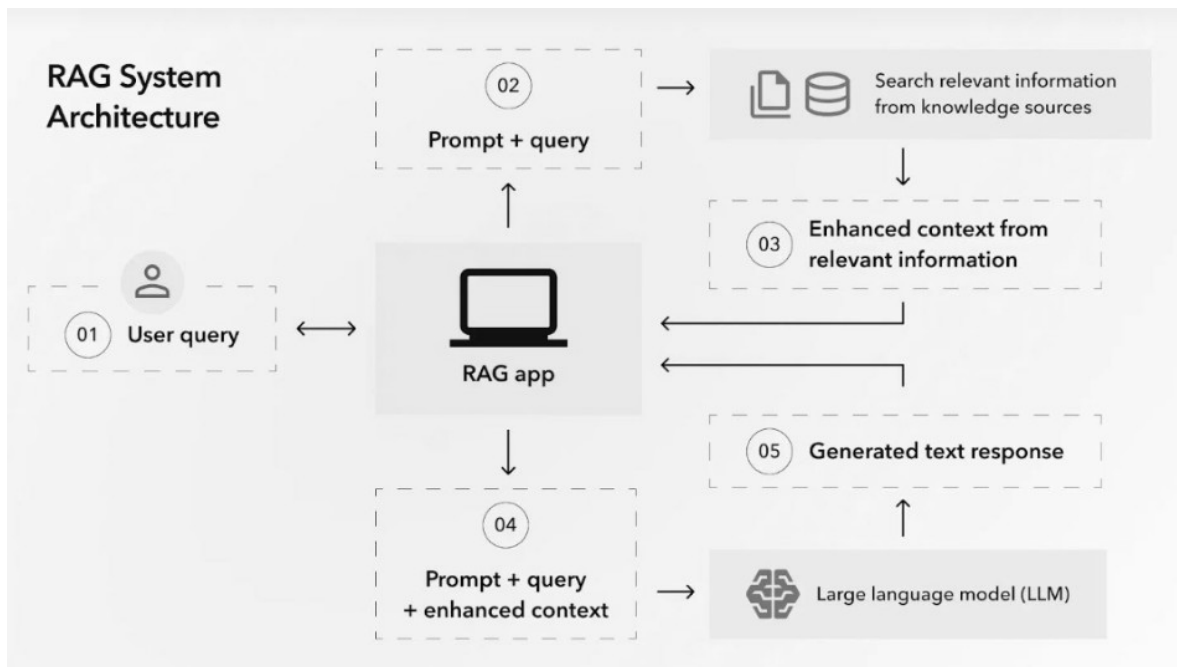 RAG System
Architecture
02
Prompt + query
Search relevant information
from knowledge sources
03
Enhanced context from
relevant information
01
User query
RAG app
05
Generated text response
04
Prompt + query
+ enhanced context
Large language model (LLM)